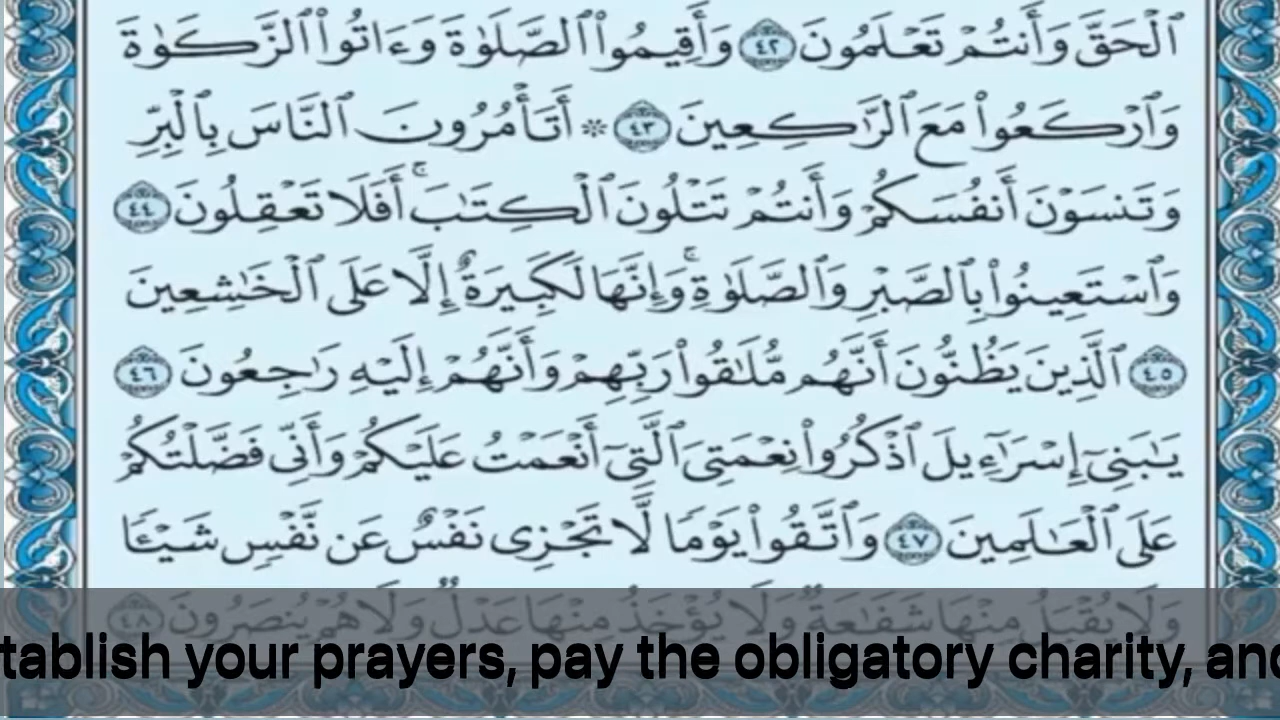 ٱلْحَقَّ وَأَنتُمْ تَعْلَمُونَ ٤٢ وَأَقِيمُوا۟ ٱلصَّلَوٰةَ وَءَاتُوا۟ ٱلزَّكَوٰةَ
وَٱرْكَعُوا۟ مَعَ ٱلرَّٰكِعِينَ ٤٣ ۞ أَتَأْمُرُونَ ٱلنَّاسَ بِٱلْبِرِّ
وَتَنسَوْنَ أَنفُسَكُمْ وَأَنتُمْ تَتْلُونَ ٱلْكِتَٰبَ ۚ أَفَلَا تَعْقِلُونَ ٤٤
وَٱسْتَعِينُوا۟ بِٱلصَّبْرِ وَٱلصَّلَوٰةِ ۚ وَإِنَّهَا لَكَبِيرَةٌ إِلَّا عَلَى ٱلْخَٰشِعِينَ
٤٥ ٱلَّذِينَ يَظُنُّونَ أَنَّهُم مُّلَٰقُوا۟ رَبِّهِمْ وَأَنَّهُمْ إِلَيْهِ رَٰجِعُونَ ٤٦
يَٰبَنِىٓ إِسْرَٰٓءِيلَ ٱذْكُرُوا۟ نِعْمَتِىَ ٱلَّتِىٓ أَنْعَمْتُ عَلَيْكُمْ وَأَنِّى فَضَّلْتُكُمْ
عَلَى ٱلْعَٰلَمِينَ ٤٧ وَٱتَّقُوا۟ يَوْمًا لَّا تَجْزِى نَفْسٌ عَن نَّفْسٍ شَيْـًٔا
وَلَا يُقْبَلُ مِنْهَا شَفَٰعَةٌ وَلَا يُؤْخَذُ مِنْهَا عَدْلٌ وَلَا هُمْ يُنصَرُونَ ٤٨
tablish your prayers, pay the obligatory charity, and